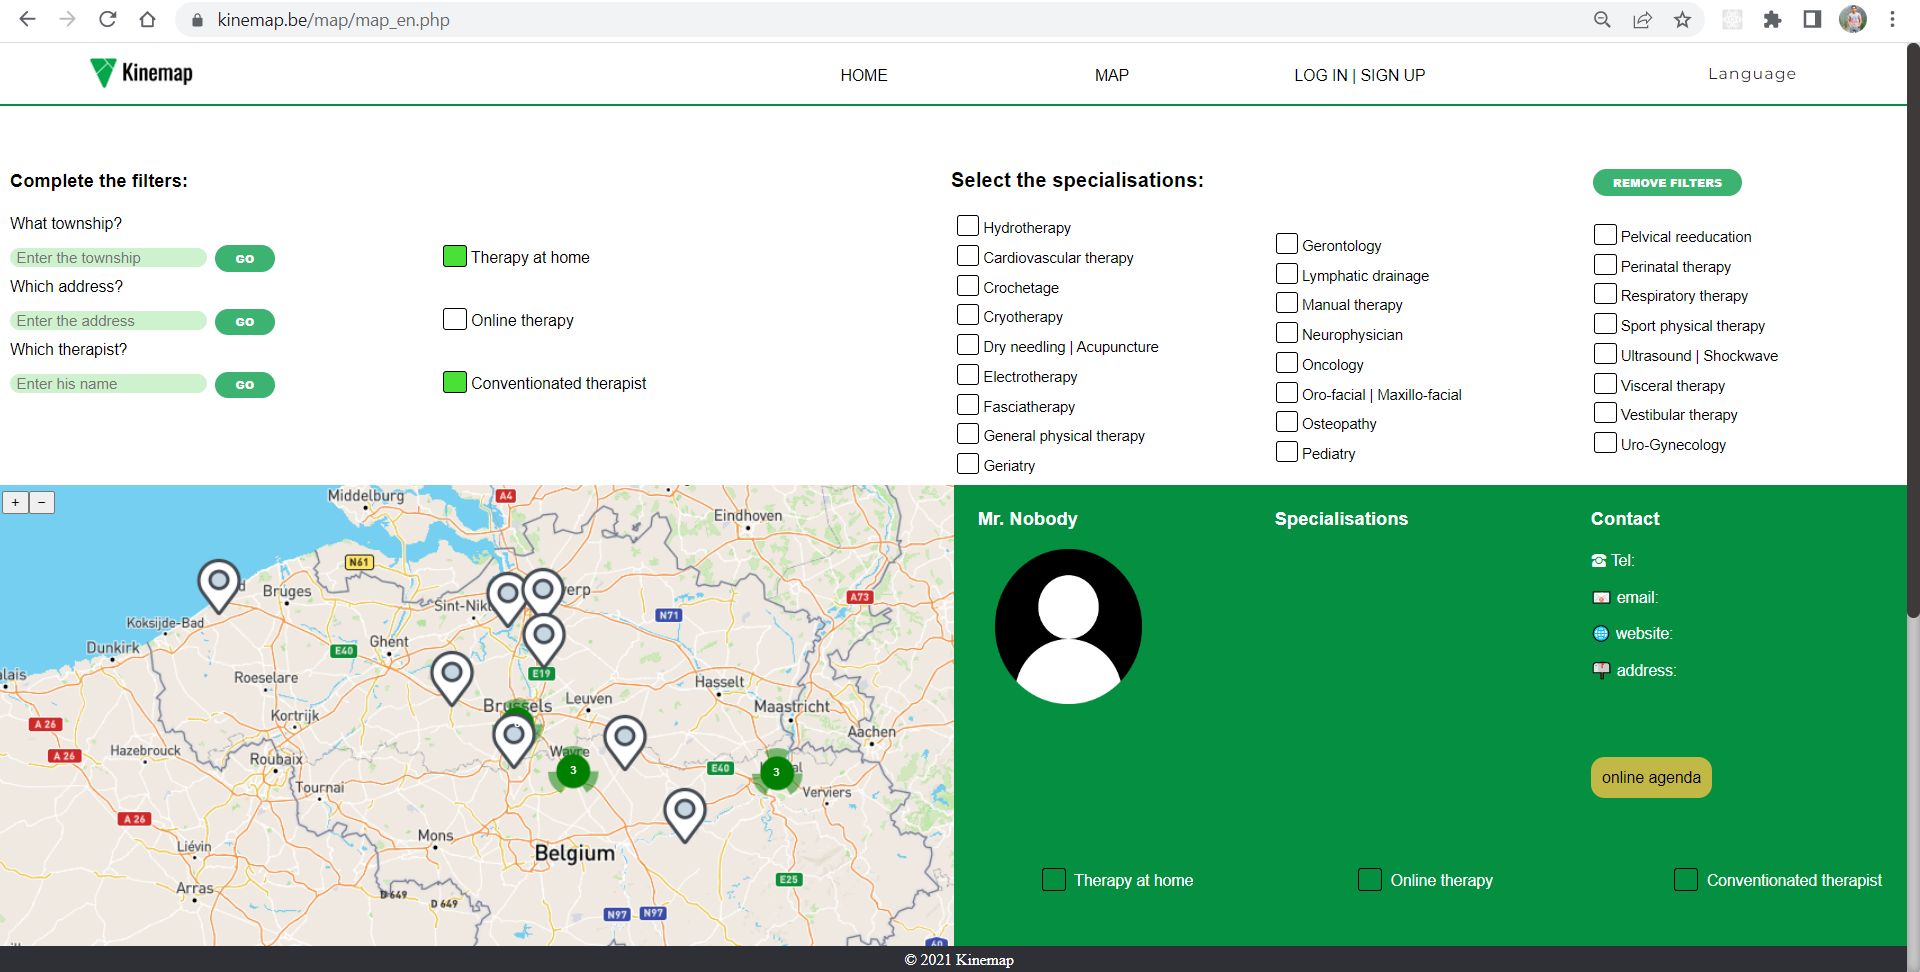 kinemap.be/map/map_en.php
Kinemap
HOME
MAP
LOG IN | SIGN UP
Language
Complete the filters:
What township?
Enter the township
GO
Which address?
Enter the address
GO
Which therapist?
Enter his name
GO
Therapy at home
Online therapy
Conventionated therapist
Select the specialisations:
REMOVE FILTERS
Hydrotherapy
Cardiovascular therapy
Crochetage
Cryotherapy
Dry needling | Acupuncture
Electrotherapy
Fasciatherapy
General physical therapy
Geriatry
Gerontology
Lymphatic drainage
Manual therapy
Neurophysician
Oncology
Oro-facial | Maxillo-facial
Osteopathy
Pediatry
Pelvical reeducation
Perinatal therapy
Respiratory therapy
Sport physical therapy
Ultrasound | Shockwave
Visceral therapy
Vestibular therapy
Uro-Gynecology
+
−
Middelburg
A4
Eindhoven
N61
Bruges
A73
Sint-Nikl
verp
N71
Koksijde-Bad
Dunkirk
Ghent
E40
alais
E19
Roeselare
Hasselt
Leuven
Brussels
Maastricht
Kortrijk
A 26
Aachen
Hazebrouck
A 26
Wavre
Roubaix
3
E40
3
al
Tournai
Verviers
A 26
Mons
Liévin
Belgium
E25
Arras
D 649
D 649
N97
N97
60
Mr. Nobody
Specialisations
Contact
Tel:
email:
website:
address:
online agenda
Therapy at home
Online therapy
Conventionated therapist
© 2021 Kinemap